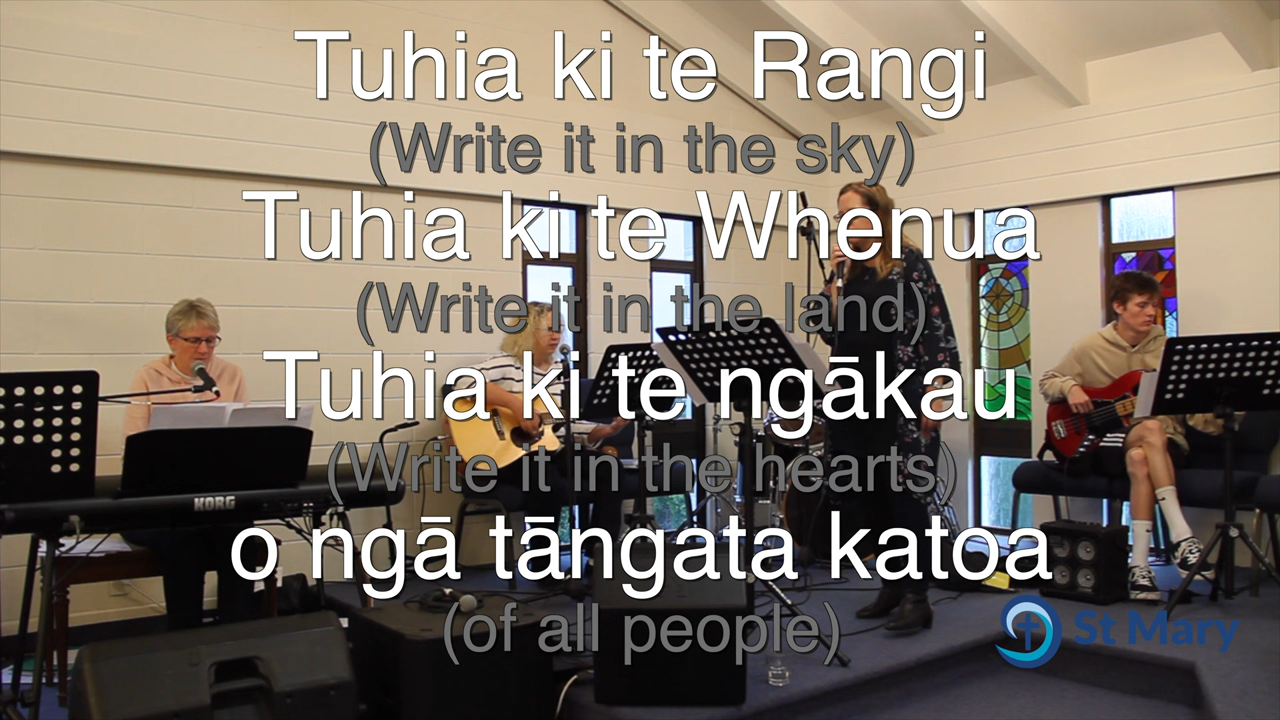 Tuhia ki te Rangi
(Write it in the sky)
Tuhia ki te Whenua
(Write it in the land)
Tuhia ki te ngākau
(Write it in the hearts)
o ngā tāngata katoa
(of all people)
KORG
St Mary